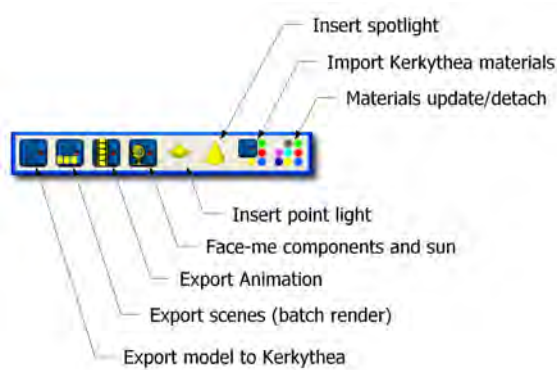 Insert spotlight
Import Kerkythea materials
Materials update/detach
Insert point light
Face-me components and sun
Export Animation
Export scenes (batch render)
Export model to Kerkythea